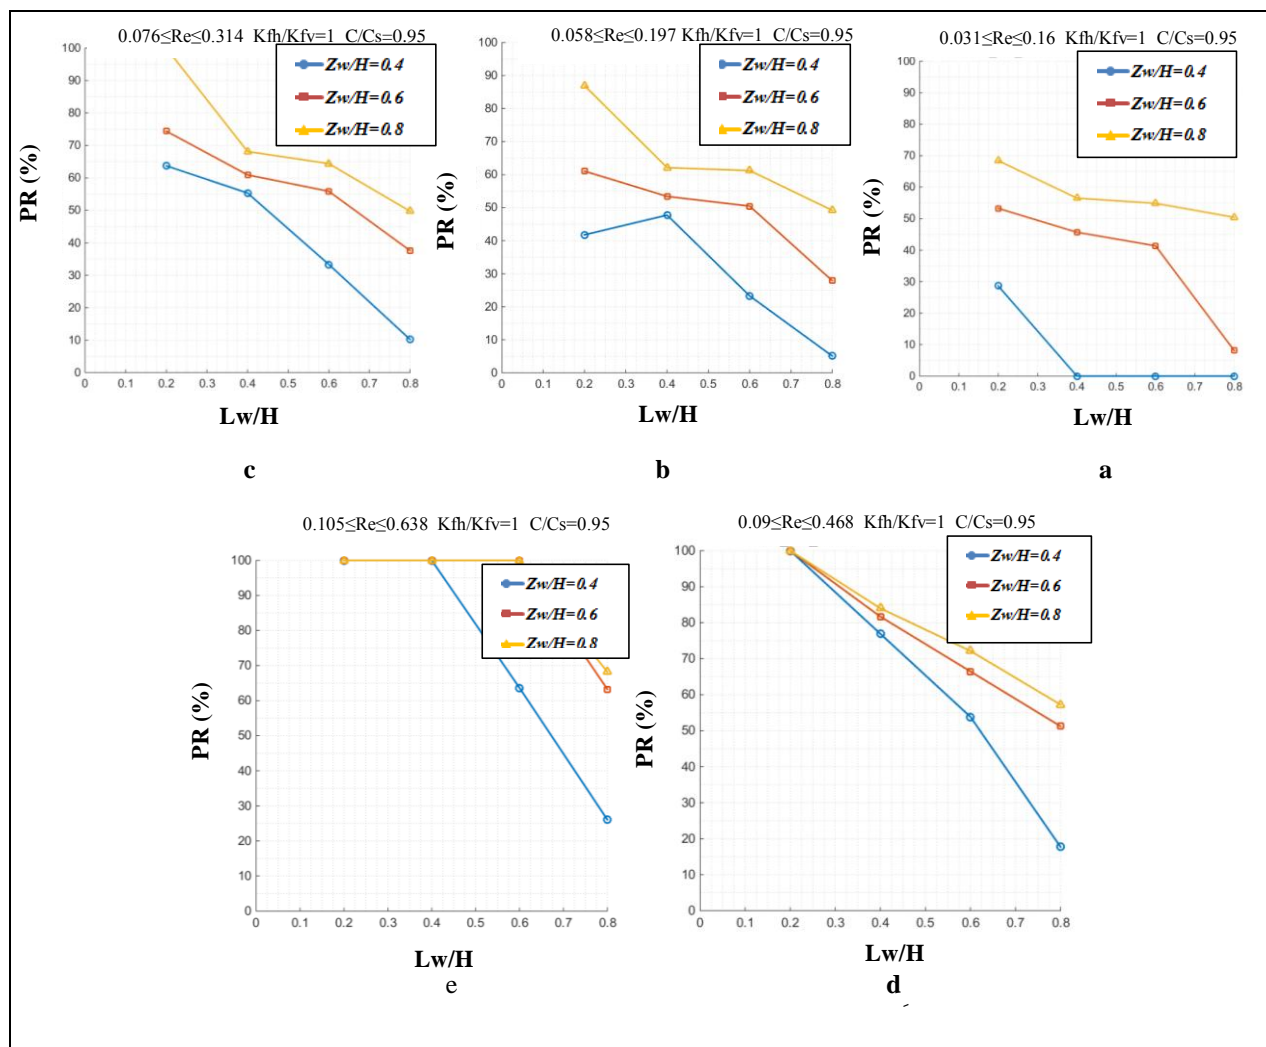 0.076≤Re≤0.314 Kfh/Kfv=1 C/Cs=0.95
Zw/H=0.4
Zw/H=0.6
Zw/H=0.8
PR (%)
100
90
80
70
60
50
40
30
20
10
0
0 0.1 0.2 0.3 0.4 0.5 0.6 0.7 0.8
Lw/H
c
0.058≤Re≤0.197 Kfh/Kfv=1 C/Cs=0.95
Zw/H=0.4
Zw/H=0.6
Zw/H=0.8
PR (%)
100
90
80
70
60
50
40
30
20
10
0
0 0.1 0.2 0.3 0.4 0.5 0.6 0.7 0.8
Lw/H
b
0.031≤Re≤0.16 Kfh/Kfv=1 C/Cs=0.95
Zw/H=0.4
Zw/H=0.6
Zw/H=0.8
PR (%)
100
90
80
70
60
50
40
30
20
10
0
0 0.1 0.2 0.3 0.4 0.5 0.6 0.7 0.8
Lw/H
a
0.105≤Re≤0.638 Kfh/Kfv=1 C/Cs=0.95
Zw/H=0.4
Zw/H=0.6
Zw/H=0.8
PR (%)
100
90
80
70
60
50
40
30
20
10
0
0 0.1 0.2 0.3 0.4 0.5 0.6 0.7 0.8
Lw/H
e
0.09≤Re≤0.468 Kfh/Kfv=1 C/Cs=0.95
Zw/H=0.4
Zw/H=0.6
Zw/H=0.8
PR (%)
100
90
80
70
60
50
40
30
20
10
0
0 0.1 0.2 0.3 0.4 0.5 0.6 0.7 0.8
Lw/H
d